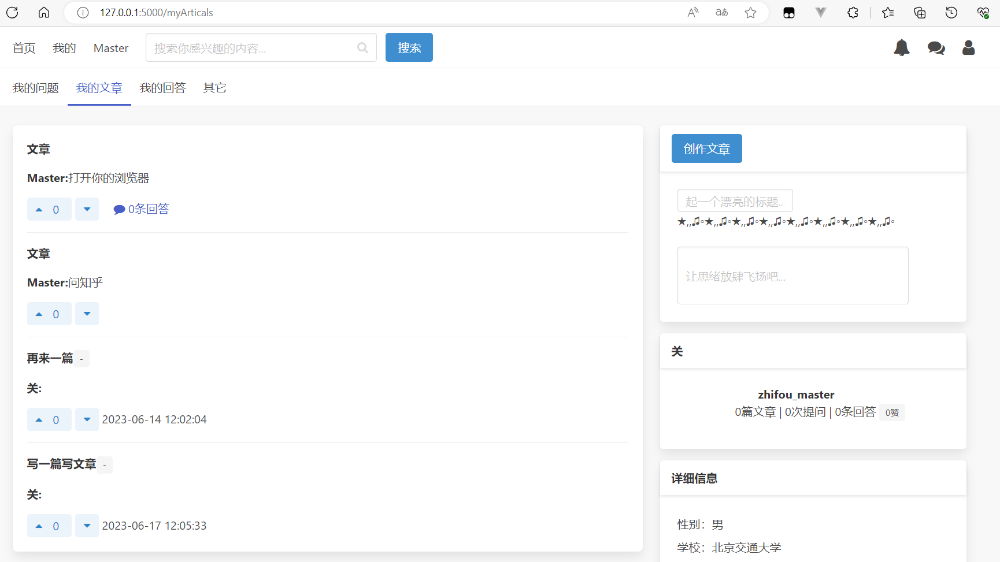 127.0.0.1:5000/myArticals
首页 我的 Master 搜索你感兴趣的内容... 搜索
我的问题 我的文章 我的回答 其它
文章
Master:打开你的浏览器
0 0条回答
文章
Master:问知乎
0
再来一篇 -
关:
0 2023-06-14 12:02:04
写一篇写文章 -
关:
0 2023-06-17 12:05:33
创作文章
起一个漂亮的标题...
★,,♫◦★,,♫◦★,,♫◦★,,♫◦★,,♫◦★,,♫◦★,,♫◦★,,♫◦
让思绪放肆飞扬吧...
关
zhifou_master
0篇文章 | 0次提问 | 0条回答 0赞
详细信息
性别：男
学校：北京交通大学